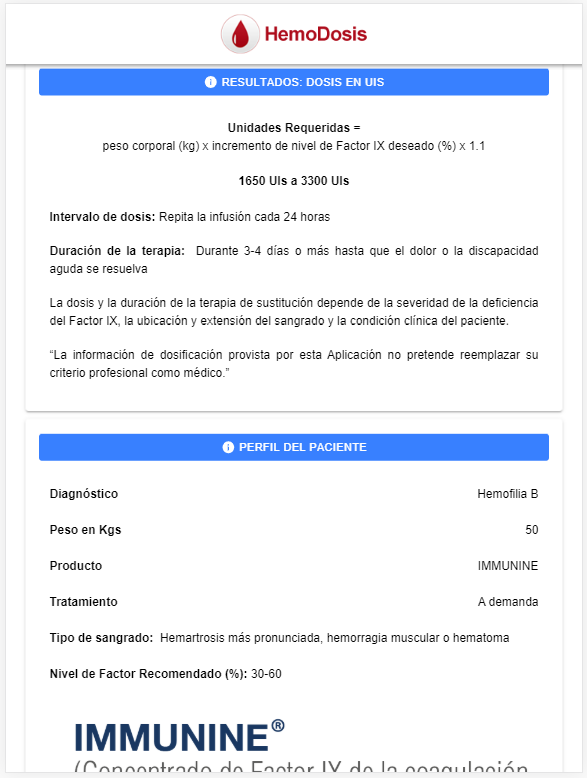 HemoDosis
RESULTADOS: DOSIS EN UIS
Unidades Requeridas =
peso corporal (kg) x incremento de nivel de Factor IX deseado (%) x 1.1
1650 UIs a 3300 UIs
Intervalo de dosis: Repita la infusión cada 24 horas
Duración de la terapia: Durante 3-4 días o más hasta que el dolor o la discapacidad
aguda se resuelva
La dosis y la duración de la terapia de sustitución depende de la severidad de la deficiencia
del Factor IX, la ubicación y extensión del sangrado y la condición clínica del paciente.
“La información de dosificación provista por esta Aplicación no pretende reemplazar su
criterio profesional como médico.”
PERFIL DEL PACIENTE
Diagnóstico Hemofilia B
Peso en Kgs 50
Producto IMMUNINE
Tratamiento A demanda
Tipo de sangrado: Hemartrosis más pronunciada, hemorragia muscular o hematoma
Nivel de Factor Recomendado (%): 30-60
IMMUNINE®
(Concentrado de Factor IX de la coagulación